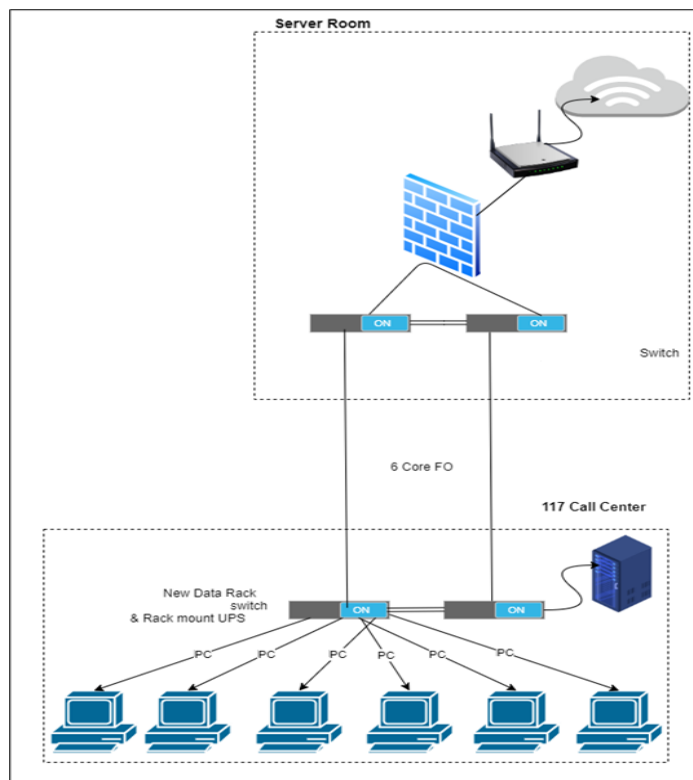 Server Room
ON
ON
Switch
6 Core FO
117 Call Center
New Data Rack
switch
& Rack mount UPS
ON
ON
PC
PC
PC
PC
PC
PC